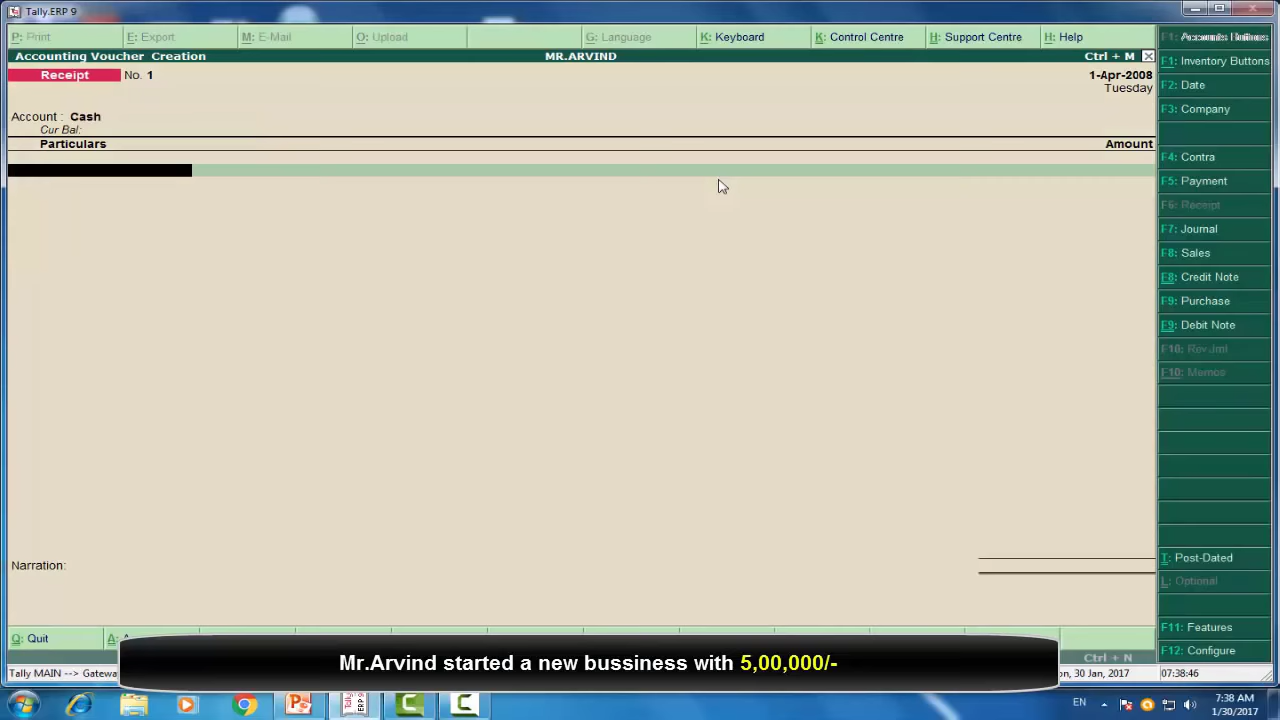 Tally.ERP 9
P: Print E: Export M: E-Mail O: Upload G: Language K: Keyboard K: Control Centre H: Support Centre H: Help
Accounting Voucher Creation MR.ARVIND Ctrl + M
Receipt No. 1 1-Apr-2008
Tuesday
Account : Cash
Cur Bal:
Particulars Amount
Narration:
F1: Inventory Buttons
F2: Date
F3: Company
F4: Contra
F5: Payment
F6: Receipt
F7: Journal
F8: Sales
F8: Credit Note
F9: Purchase
F9: Debit Note
F10: Rev Jrnl
F10: Memos
T: Post-Dated
L: Optional
F11: Features
F12: Configure
Q: Quit A:
Ctrl + N
Mr.Arvind started a new bussiness with 5,00,000/-
Tally MAIN --> on, 30 Jan, 2017 07:38:46
EN 7:38 AM
1/30/2017